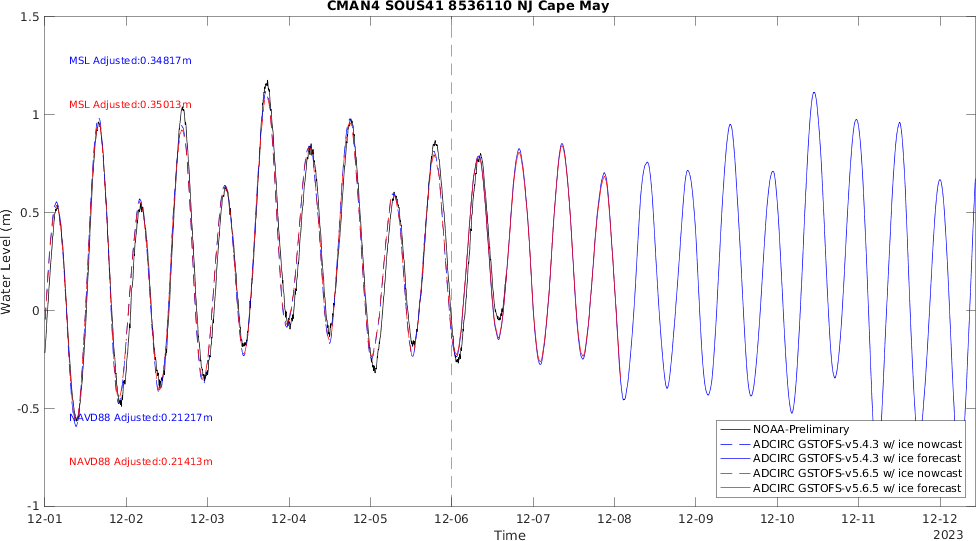 CMAN4 SOUS41 8536110 NJ Cape May
1.5
1
0.5
0
-0.5
-1
Water Level (m)
MSL Adjusted:0.34817m
MSL Adjusted:0.35013m
NAVD88 Adjusted:0.21217m
NAVD88 Adjusted:0.21413m
NOAA-Preliminary
ADCIRC GSTOFS-v5.4.3 w/ ice nowcast
ADCIRC GSTOFS-v5.4.3 w/ ice forecast
ADCIRC GSTOFS-v5.6.5 w/ ice nowcast
ADCIRC GSTOFS-v5.6.5 w/ ice forecast
12-01 12-02 12-03 12-04 12-05 12-06 12-07 12-08 12-09 12-10 12-11 12-12
2023
Time